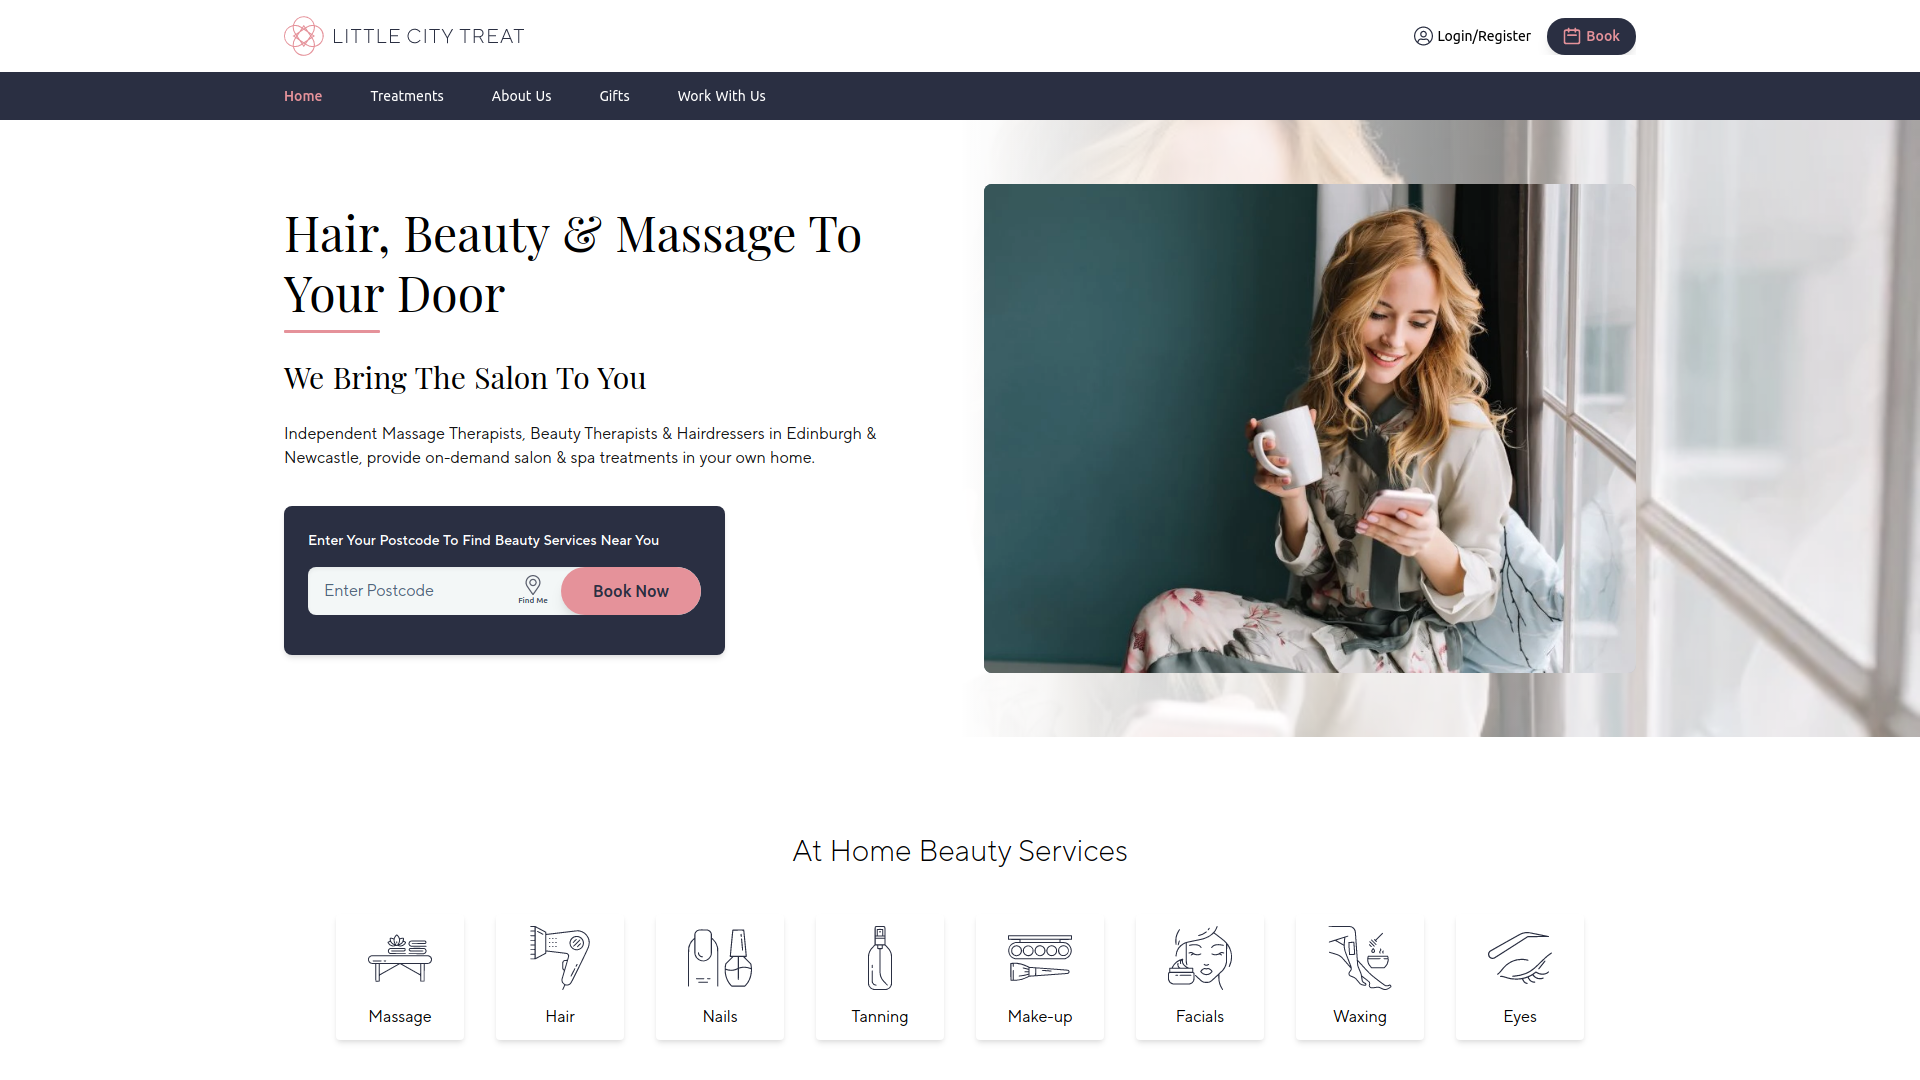 LITTLE CITY TREAT
Login/Register
Book
Home
Treatments
About Us
Gifts
Work With Us
Hair, Beauty & Massage To
Your Door
We Bring The Salon To You
Independent Massage Therapists, Beauty Therapists & Hairdressers in Edinburgh &
Newcastle, provide on-demand salon & spa treatments in your own home.
Enter Your Postcode To Find Beauty Services Near You
Enter Postcode
Find Me
Book Now
At Home Beauty Services
Massage
Hair
Nails
Tanning
Make-up
Facials
Waxing
Eyes